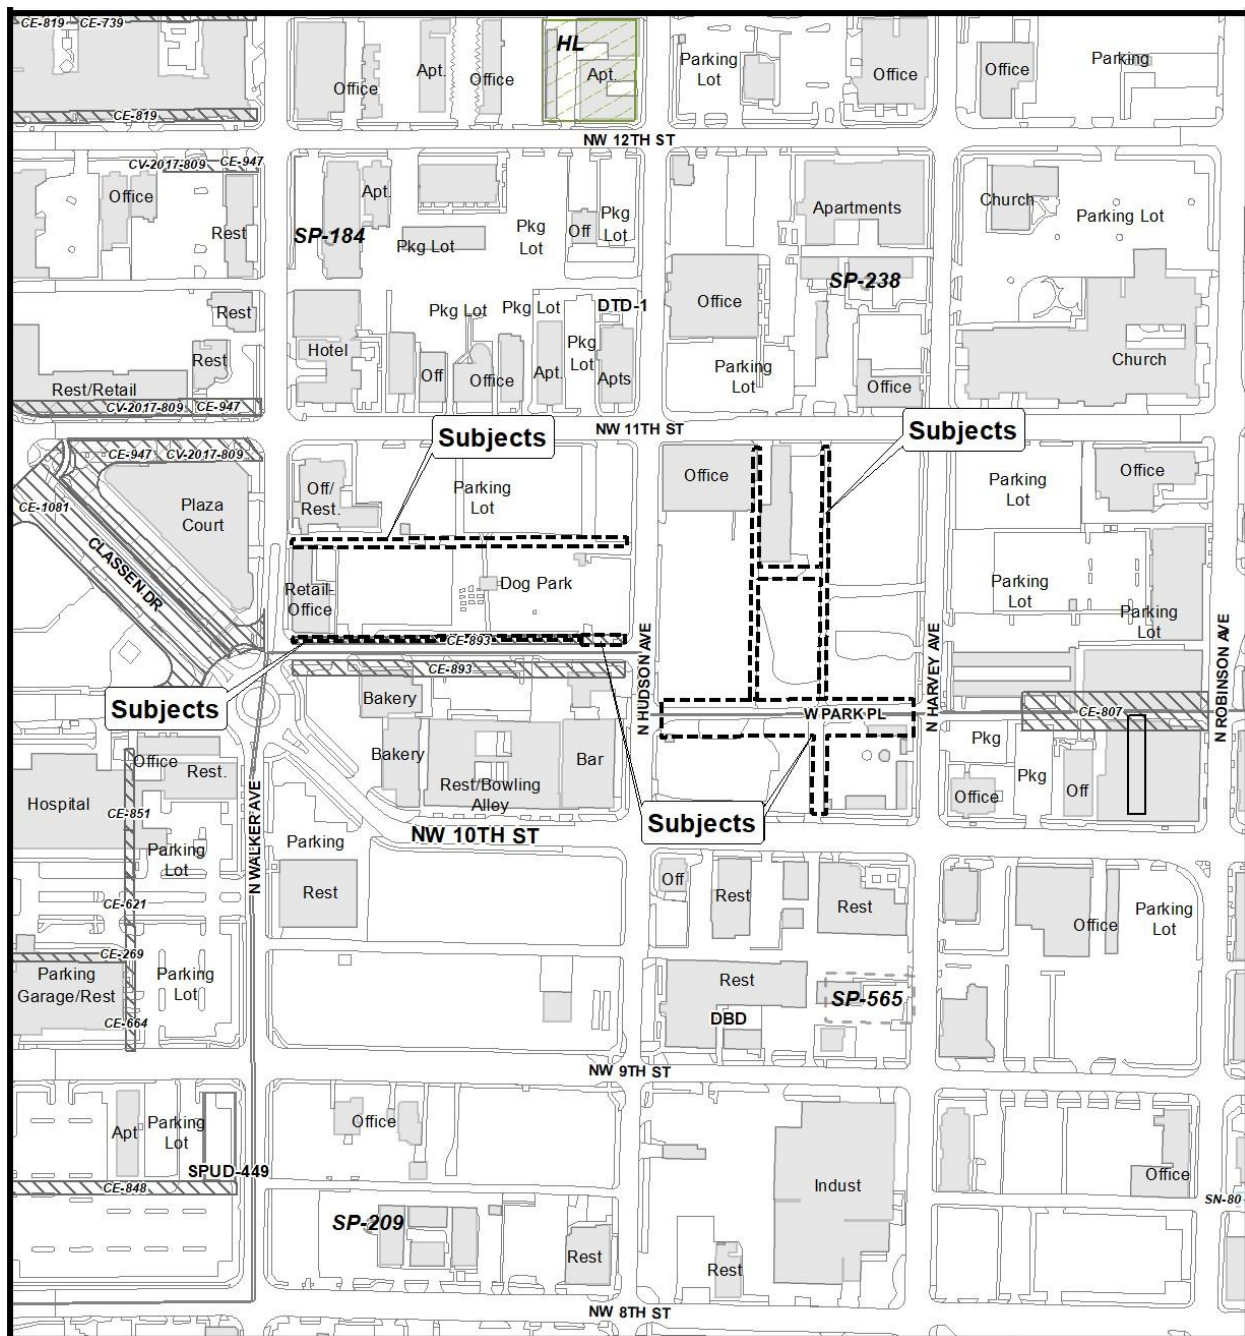 CE-819
CE-739
HL
Office
Apt.
Office
Apt.
Parking
Lot
Office
Office
Parking
CE-819
NW 12TH ST
CV-2017-809
CE-947
Office
Rest
Apt.
SP-184
Pkg Lot
Pkg
Lot
Off
Pkg
Lot
Apartments
Church
Parking Lot
SP-238
Office
Rest
Rest
Rest/Retail
CV-2017-809
CE-947
Hotel
Off
Pkg Lot
Office
Pkg Lot
Apt.
Pkg
Lot
DTD-1
Apts
Parking
Lot
Office
Church
NW 11TH ST
Subjects
Subjects
CE-947
CV-2017-809
CE-1081
Plaza
Court
CLASSEN DR
Off/
Rest.
Parking
Lot
Office
Parking
Lot
Office
Retail-
Office
Dog Park
Parking
Lot
Parking
Lot
CE-893
CE-893
N HUDSON AVE
N HARVEY AVE
N ROBINSON AVE
Subjects
Bakery
W PARK PL
CE-807
Office
Rest.
Hospital
CE-851
Parking
Lot
N WALKER AVE
Bakery
Rest/Bowling
Alley
Bar
Pkg
Office
Pkg
Off
Subjects
NW 10TH ST
Parking
Rest
Off
Rest
Rest
Office
Parking
Lot
CE-621
CE-269
Parking
Garage/Rest
Parking
Lot
CE-664
Rest
SP-565
DBD
NW 9TH ST
Apt
Parking
Lot
Office
SPUD-449
CE-848
SP-209
Rest
Indust
Rest
Office
SN-80
NW 8TH ST